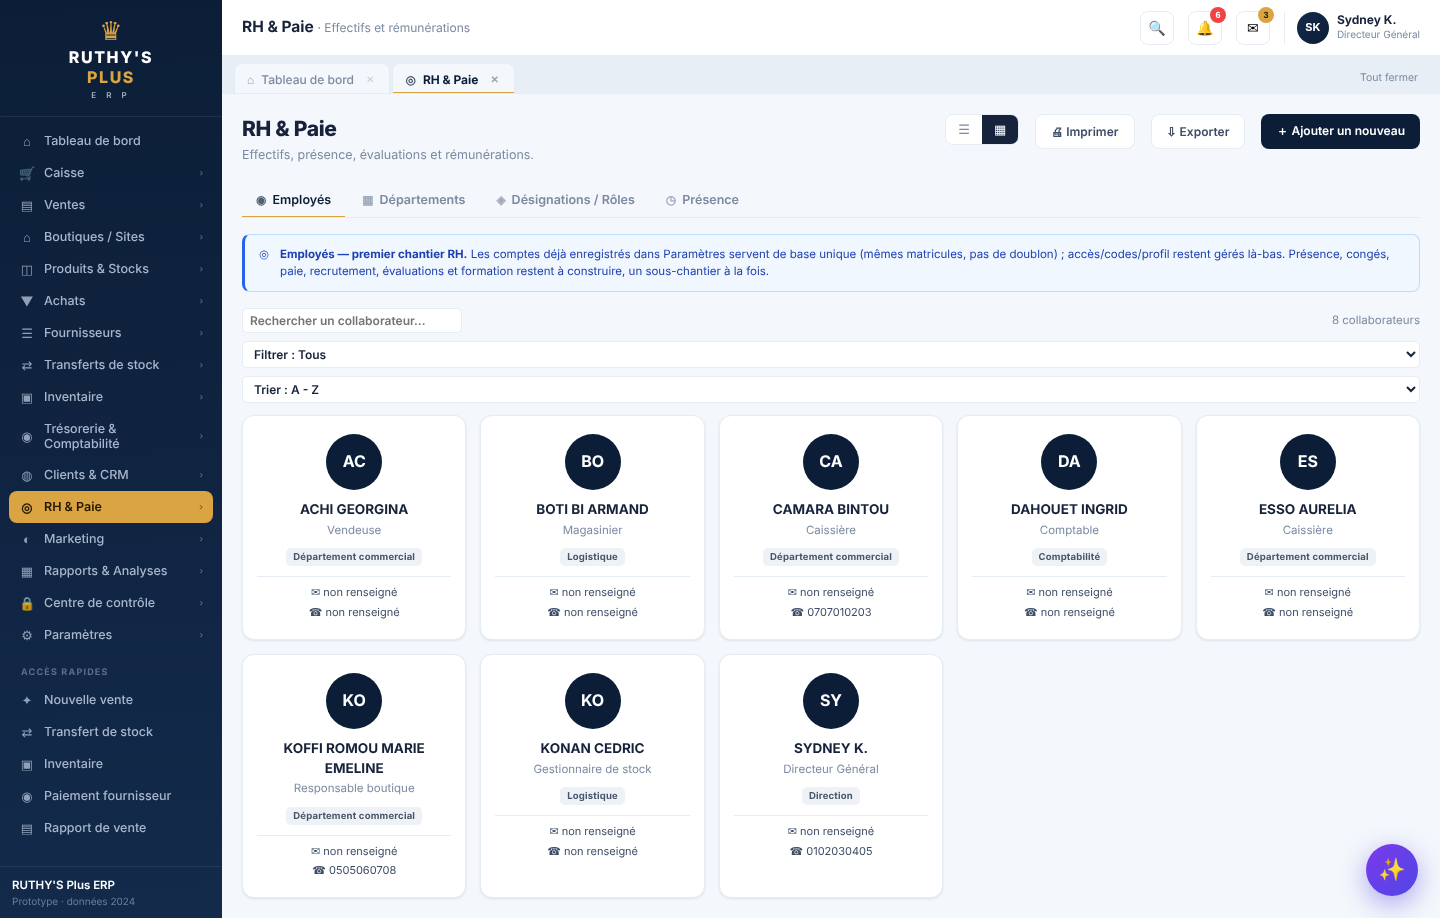 RUTHY'S
PLUS
ERP
Tableau de bord
Caisse
Ventes
Boutiques / Sites
Produits & Stocks
Achats
Fournisseurs
Transferts de stock
Inventaire
Trésorerie &
Comptabilité
Clients & CRM
RH & Paie
Marketing
Rapports & Analyses
Centre de contrôle
Paramètres
ACCÈS RAPIDES
Nouvelle vente
Transfert de stock
Inventaire
Paiement fournisseur
Rapport de vente
RUTHY'S Plus ERP
Prototype · données 2024
RH & Paie · Effectifs et rémunérations
6
3
SK
Sydney K.
Directeur Général
Tableau de bord ×
RH & Paie ×
Tout fermer
RH & Paie
Effectifs, présence, évaluations et rémunérations.
Imprimer
Exporter
+ Ajouter un nouveau
Employés
Départements
Désignations / Rôles
Présence
Employés — premier chantier RH. Les comptes déjà enregistrés dans Paramètres servent de base unique (mêmes matricules, pas de doublon) ; accès/codes/profil restent gérés là-bas. Présence, congés,
paie, recrutement, évaluations et formation restent à construire, un sous-chantier à la fois.
Rechercher un collaborateur...
8 collaborateurs
Filtrer : Tous
Trier : A - Z
AC
ACHI GEORGINA
Vendeuse
Département commercial
✉ non renseigné
☎ non renseigné
BO
BOTI BI ARMAND
Magasinier
Logistique
✉ non renseigné
☎ non renseigné
CA
CAMARA BINTOU
Caissière
Département commercial
✉ non renseigné
☎ 0707010203
DA
DAHOUET INGRID
Comptable
Comptabilité
✉ non renseigné
☎ non renseigné
ES
ESSO AURELIA
Caissière
Département commercial
✉ non renseigné
☎ non renseigné
KO
KOFFI ROMOU MARIE
EMELINE
Responsable boutique
Département commercial
✉ non renseigné
☎ 0505060708
KO
KONAN CEDRIC
Gestionnaire de stock
Logistique
✉ non renseigné
☎ non renseigné
SY
SYDNEY K.
Directeur Général
Direction
✉ non renseigné
☎ 0102030405